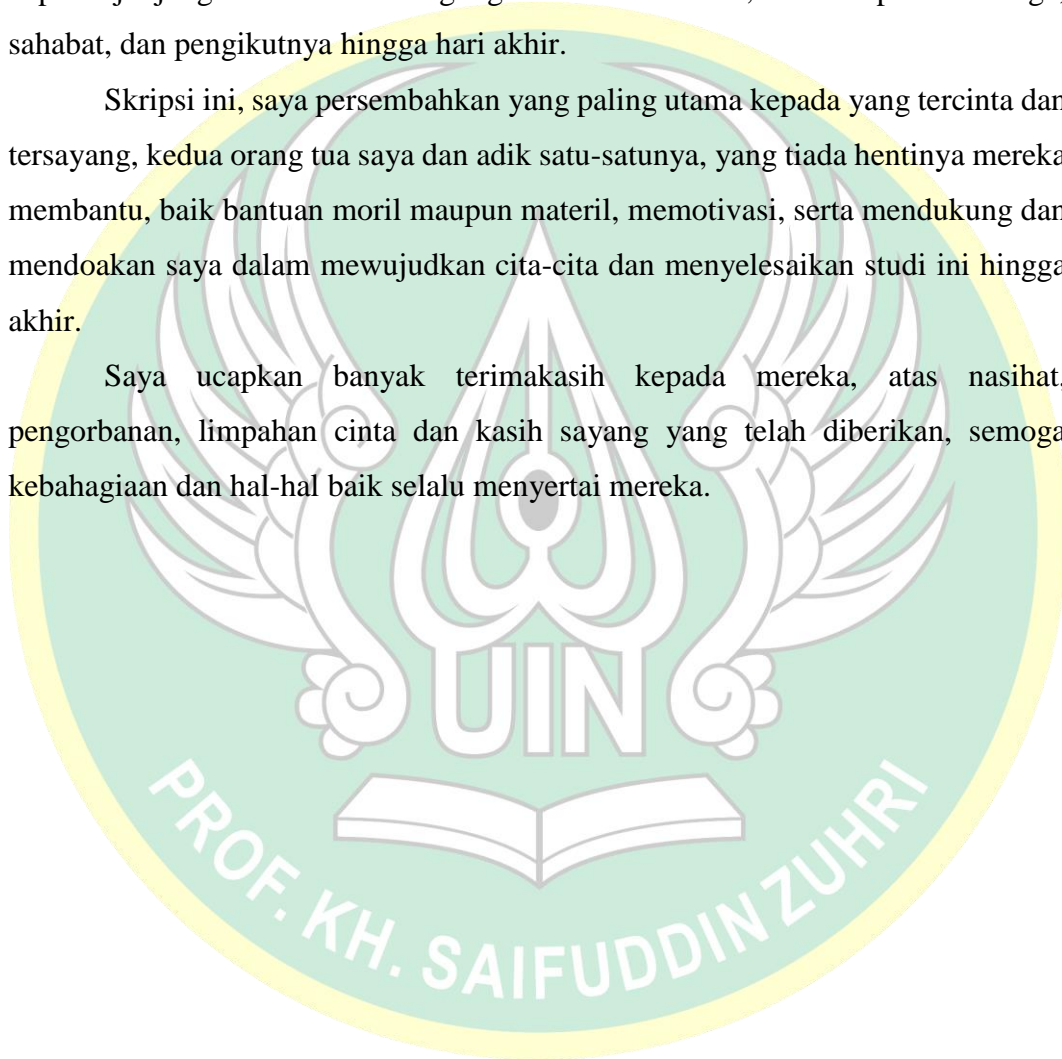 sahabat, dan pengikutnya hingga hari akhir.
Skripsi ini, saya persembahkan yang paling utama kepada yang tercinta dan
tersayang, kedua orang tua saya dan adik satu-satunya, yang tiada hentinya mereka
membantu, baik bantuan moril maupun materil, memotivasi, serta mendukung dan
mendoakan saya dalam mewujudkan cita-cita dan menyelesaikan studi ini hingga
akhir.
Saya ucapkan banyak terimakasih kepada mereka, atas nasihat,
pengorbanan, limpahan cinta dan kasih sayang yang telah diberikan, semoga
kebahagiaan dan hal-hal baik selalu menyertai mereka.
UIN
PROF. KH. SAIFUDDIN ZUHRI